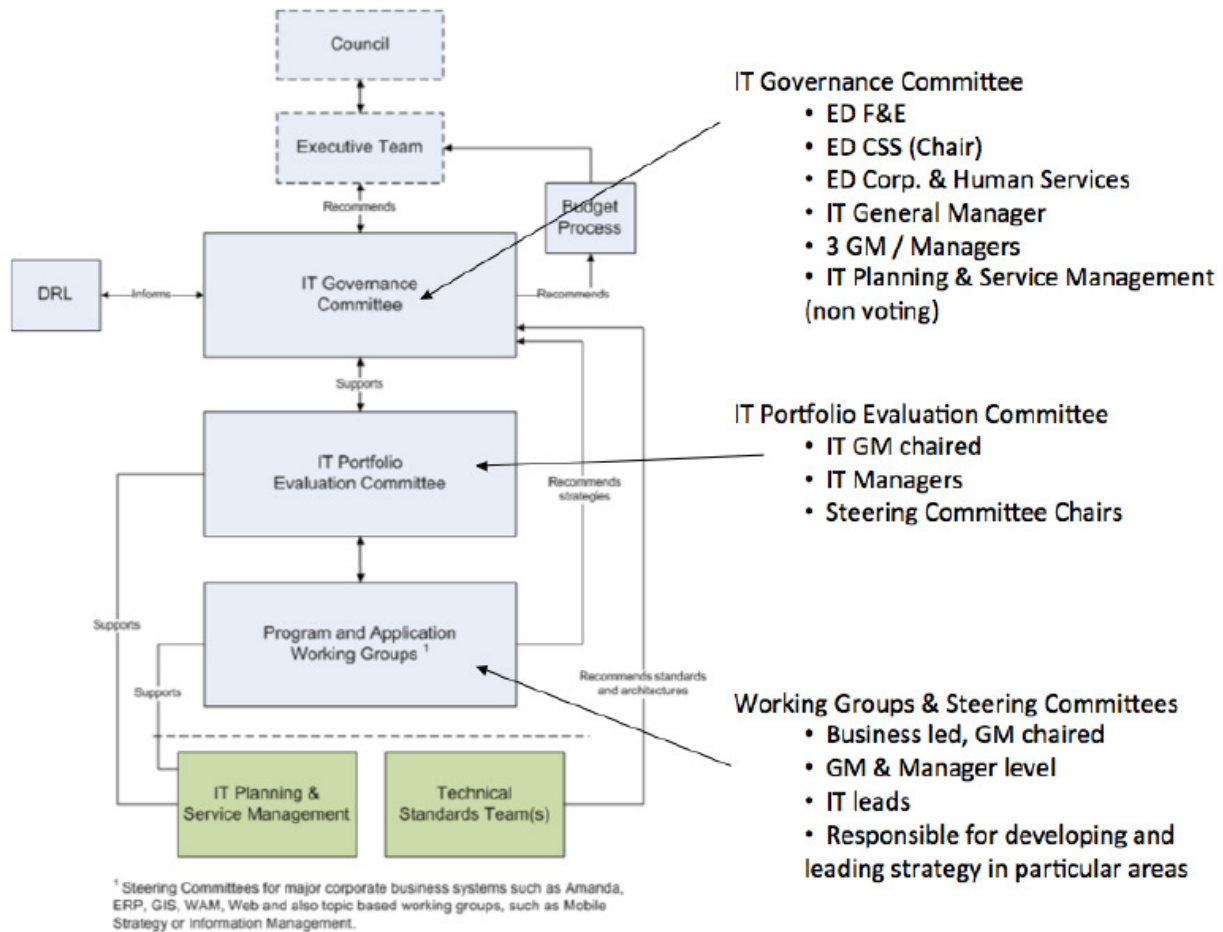 Council
Executive Team
Recommends
Budget
Process
DRL
Informs
IT Governance
Committee
Recommends
Supports
IT Portfolio
Evaluation Committee
Recommends
strategies
Supports
Program and Application
Working Groups ¹
Supports
Recommends standards
and architectures
IT Planning &
Service Management
Technical
Standards Team(s)
¹ Steering Committees for major corporate business systems such as Amanda,
ERP, GIS, WAM, Web and also topic based working groups, such as Mobile
Strategy or Information Management.
IT Governance Committee
• ED F&E
• ED CSS (Chair)
• ED Corp. & Human Services
• IT General Manager
• 3 GM / Managers
• IT Planning & Service Management
(non voting)
IT Portfolio Evaluation Committee
• IT GM chaired
• IT Managers
• Steering Committee Chairs
Working Groups & Steering Committees
• Business led, GM chaired
• GM & Manager level
• IT leads
• Responsible for developing and
leading strategy in particular areas